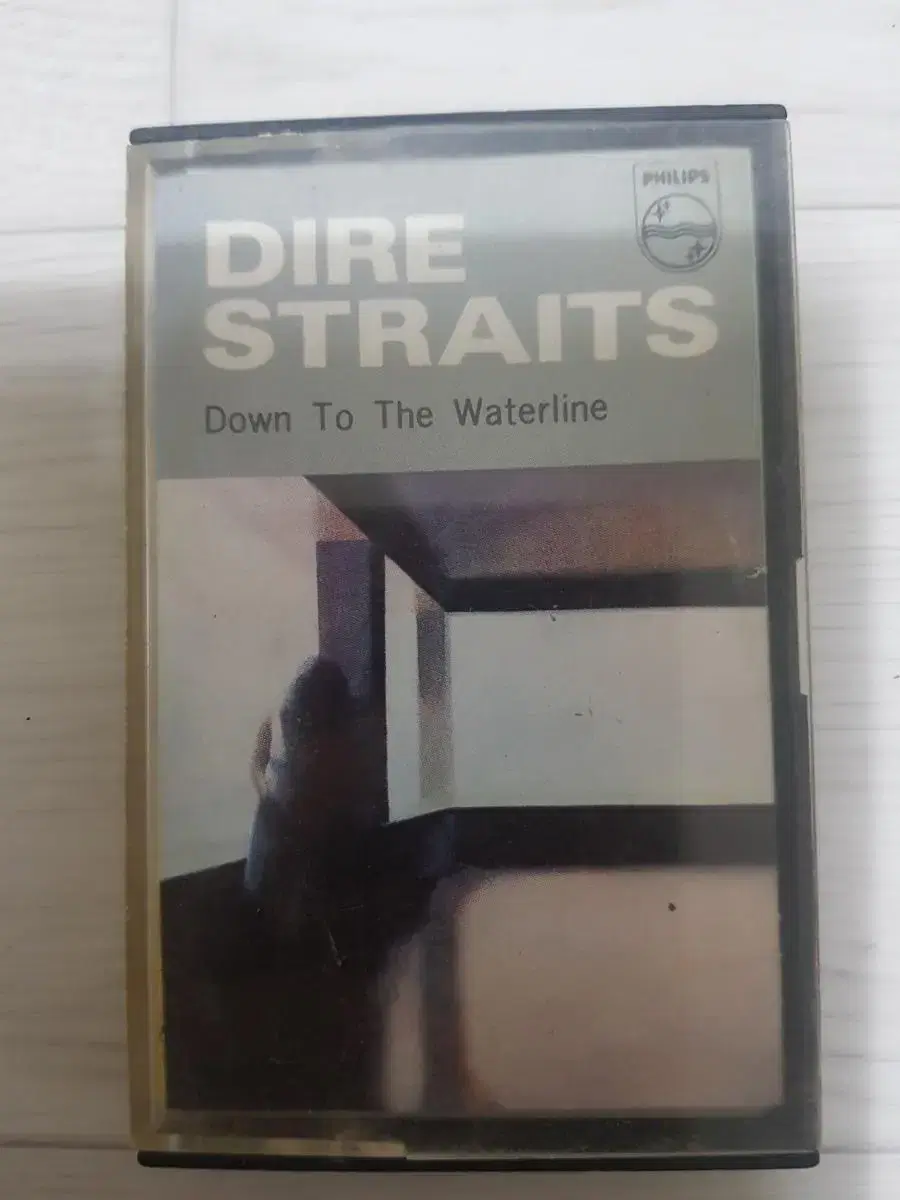 PHILIPS
DIRE
STRAITS
Down To The Waterline